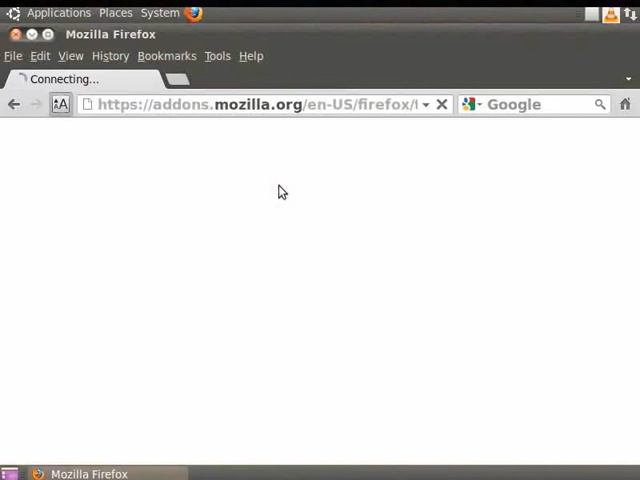 Applications Places System
Mozilla Firefox
File Edit View History Bookmarks Tools Help
Connecting...
AA https://addons.mozilla.org/en-US/firefox/ Google
Mozilla Firefox